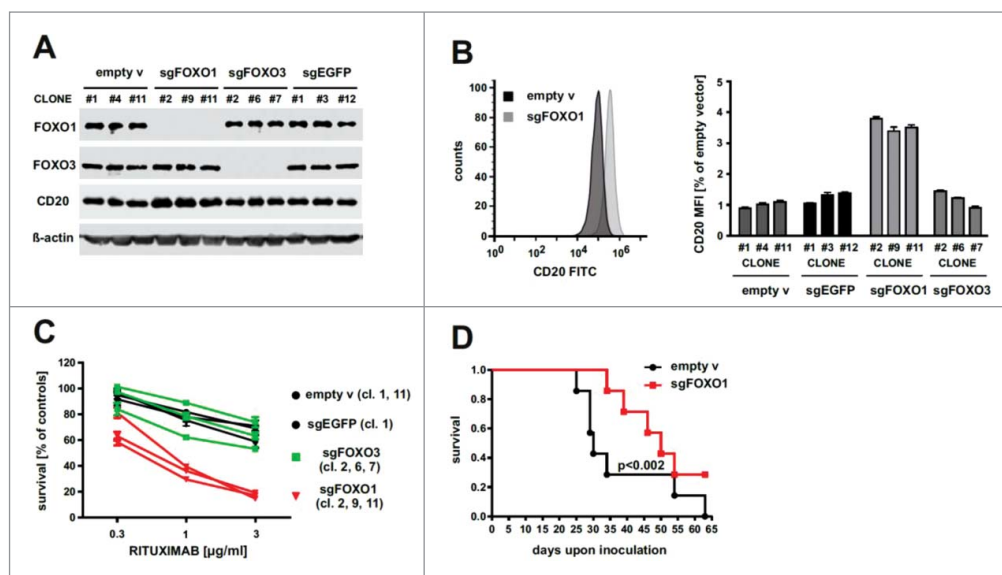 A
empty v sgFOXO1 sgFOXO3 sgEGFP
CLONE #1 #4 #11 #2 #9 #11 #2 #6 #7 #1 #3 #12
FOXO1
FOXO3
CD20
ß-actin
B
100
80
60
40
20
0
counts
empty v
sgFOXO1
0 10² 10⁴ 10⁶
CD20 FITC
5
4
3
2
1
0
CD20 MFI [% of empty vector]
#1 #4 #11 #1 #3 #12 #2 #9 #11 #2 #6 #7
CLONE CLONE CLONE CLONE
empty v sgEGFP sgFOXO1 sgFOXO3
C
120
100
80
60
40
20
0
survival [% of controls]
0.3 1 3
RITUXIMAB [µg/ml]
empty v (cl. 1, 11)
sgEGFP (cl. 1)
sgFOXO3
(cl. 2, 6, 7)
sgFOXO1
(cl. 2, 9, 11)
D
empty v
sgFOXO1
1.0
0.8
0.6
0.4
0.2
0.0
survival
p<0.002
0 5 10 15 20 25 30 35 40 45 50 55 60 65
days upon inoculation